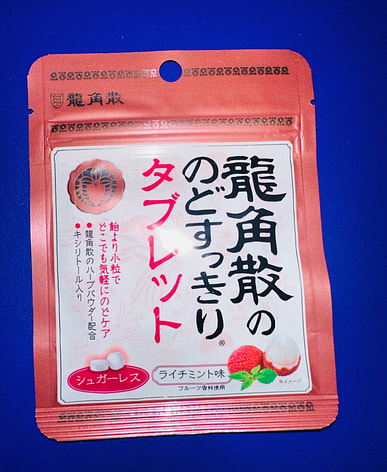 龍角散
龍角散の
のどすっきり®
タブレット
飴より小粒で
どこでも気軽にのどケア
●龍角散のハーブパウダー配合
●キシリトール入り
シュガーレス
ライチミント味
フルーツ香料使用
※イメージ